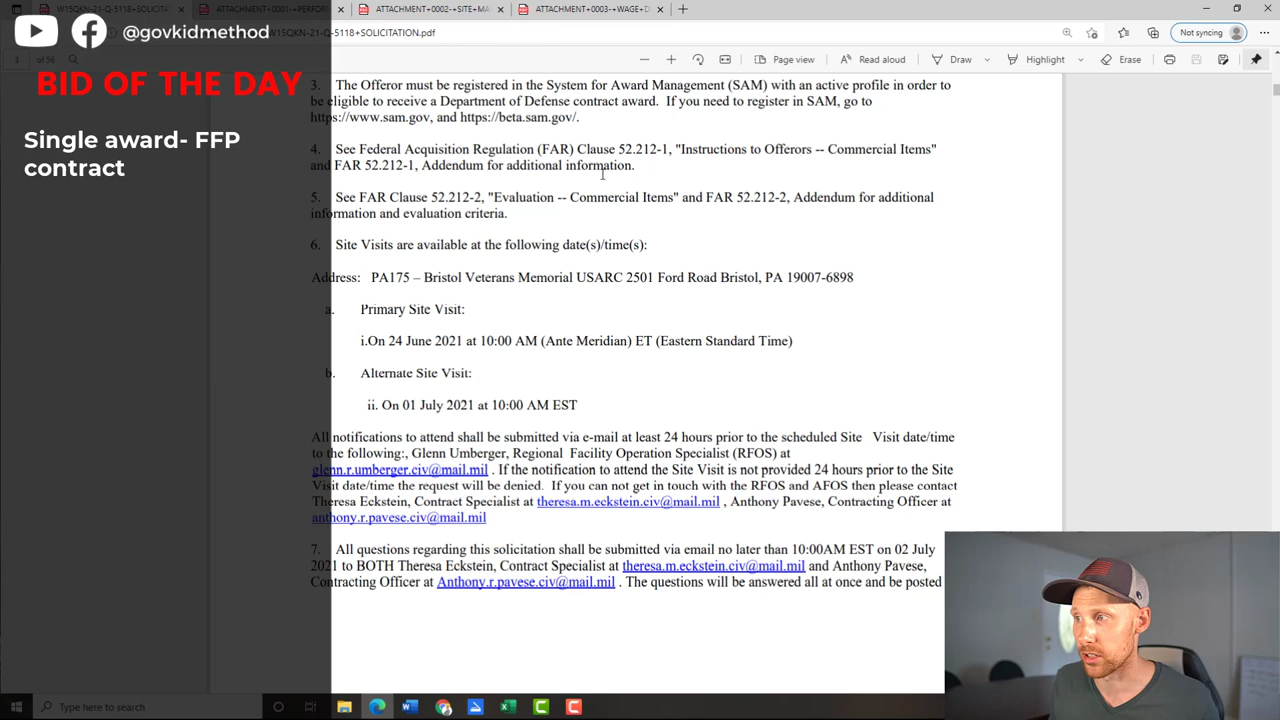 W15QKN-21-Q-5118+SOLICITATI
ATTACHMENT+0001-+PERFOR
ATTACHMENT+0002-+SITE+MA
ATTACHMENT+0003-+WAGE+D
@govkidmethod
W15QKN-21-Q-5118+SOLICITATION.pdf
Not syncing
3 of 56
Page view
Read aloud
Draw
Highlight
Erase
BID OF THE DAY
Single award- FFP
contract
3. The Offeror must be registered in the System for Award Management (SAM) with an active profile in order to
be eligible to receive a Department of Defense contract award. If you need to register in SAM, go to
https://www.sam.gov, and https://beta.sam.gov/.
4. See Federal Acquisition Regulation (FAR) Clause 52.212-1, "Instructions to Offerors -- Commercial Items"
and FAR 52.212-1, Addendum for additional information.
5. See FAR Clause 52.212-2, "Evaluation -- Commercial Items" and FAR 52.212-2, Addendum for additional
information and evaluation criteria.
6. Site Visits are available at the following date(s)/time(s):
Address: PA175 – Bristol Veterans Memorial USARC 2501 Ford Road Bristol, PA 19007-6898
a. Primary Site Visit:
i.On 24 June 2021 at 10:00 AM (Ante Meridian) ET (Eastern Standard Time)
b. Alternate Site Visit:
ii. On 01 July 2021 at 10:00 AM EST
All notifications to attend shall be submitted via e-mail at least 24 hours prior to the scheduled Site Visit date/time
to the following:, Glenn Umberger, Regional Facility Operation Specialist (RFOS) at
glenn.r.umberger.civ@mail.mil . If the notification to attend the Site Visit is not provided 24 hours prior to the Site
Visit date/time the request will be denied. If you can not get in touch with the RFOS and AFOS then please contact
Theresa Eckstein, Contract Specialist at theresa.m.eckstein.civ@mail.mil , Anthony Pavese, Contracting Officer at
anthony.r.pavese.civ@mail.mil
7. All questions regarding this solicitation shall be submitted via email no later than 10:00AM EST on 02 July
2021 to BOTH Theresa Eckstein, Contract Specialist at theresa.m.eckstein.civ@mail.mil and Anthony Pavese,
Contracting Officer at Anthony.r.pavese.civ@mail.mil . The questions will be answered all at once and be posted
Type here to search